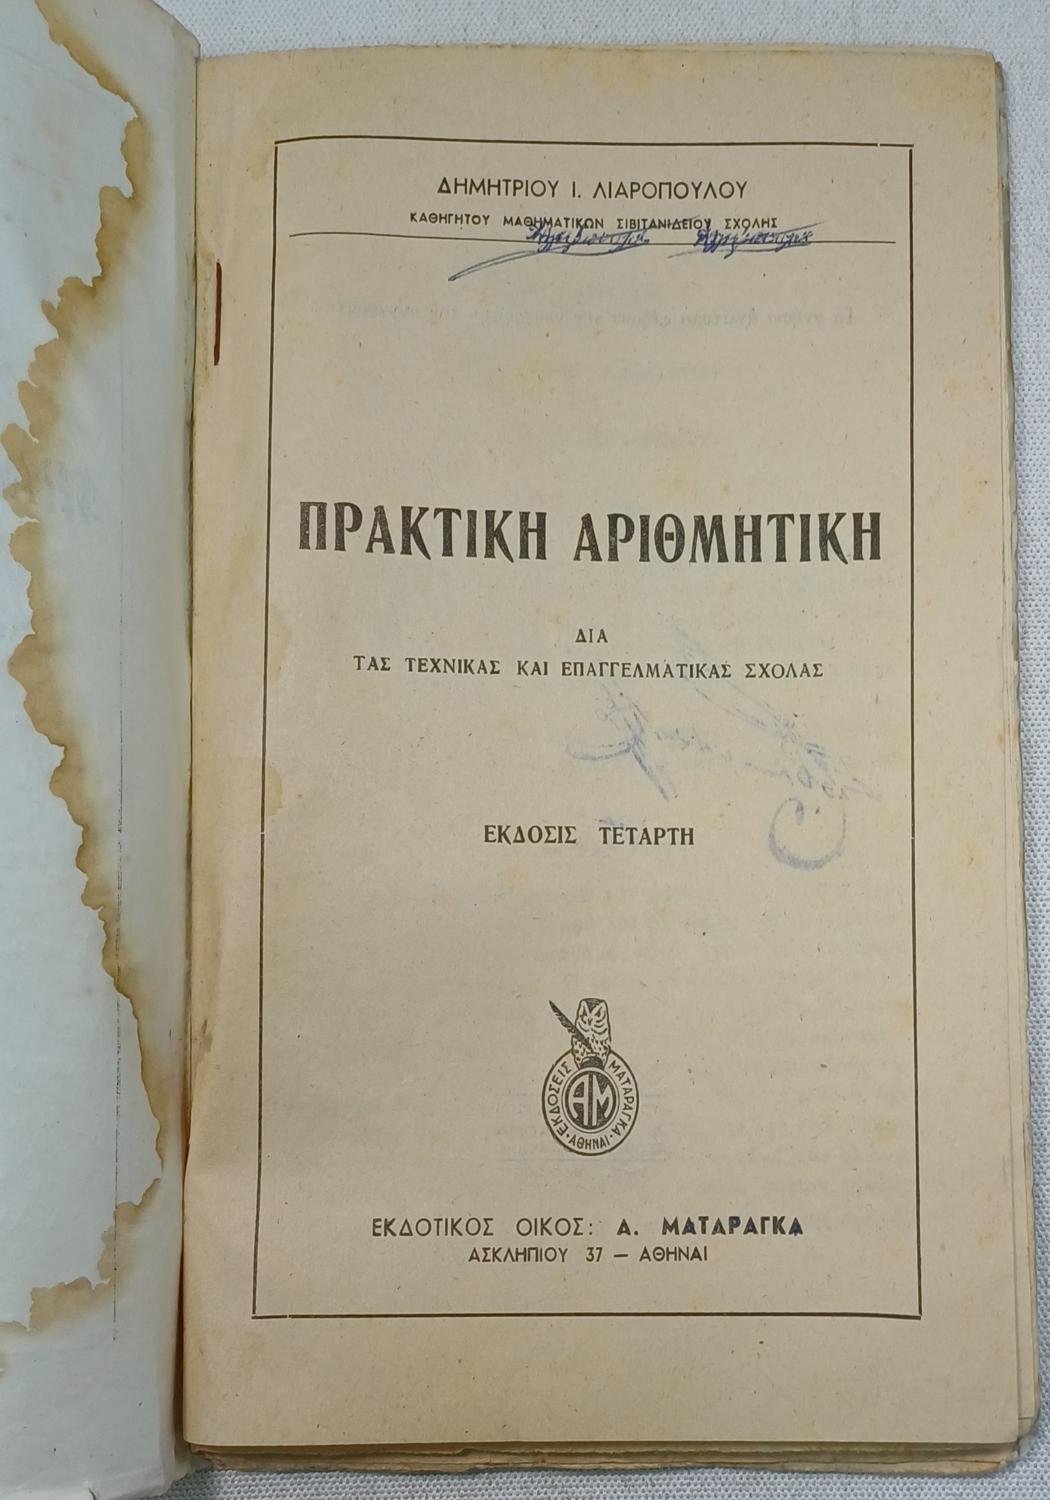 ΔΗΜΗΤΡΙΟΥ Ι. ΛΙΑΡΟΠΟΥΛΟΥ
ΚΑΘΗΓΗΤΟΥ ΜΑΘΗΜΑΤΙΚΩΝ ΣΙΒΙΤΑΝΙΔΕΙΟΥ ΣΧΟΛΗΣ
ΠΡΑΚΤΙΚΗ ΑΡΙΘΜΗΤΙΚΗ
ΔΙΑ
ΤΑΣ ΤΕΧΝΙΚΑΣ ΚΑΙ ΕΠΑΓΓΕΛΜΑΤΙΚΑΣ ΣΧΟΛΑΣ
ΕΚΔΟΣΙΣ ΤΕΤΑΡΤΗ
ΕΚΔΟΣΕΙΣ ΜΑΤΑΡΑΓΚΑ
ΑΜ
·ΑΘΗΝΑΙ·
ΕΚΔΟΤΙΚΟΣ ΟΙΚΟΣ: Α. ΜΑΤΑΡΑΓΚΑ
ΑΣΚΛΗΠΙΟΥ 37 — ΑΘΗΝΑΙ